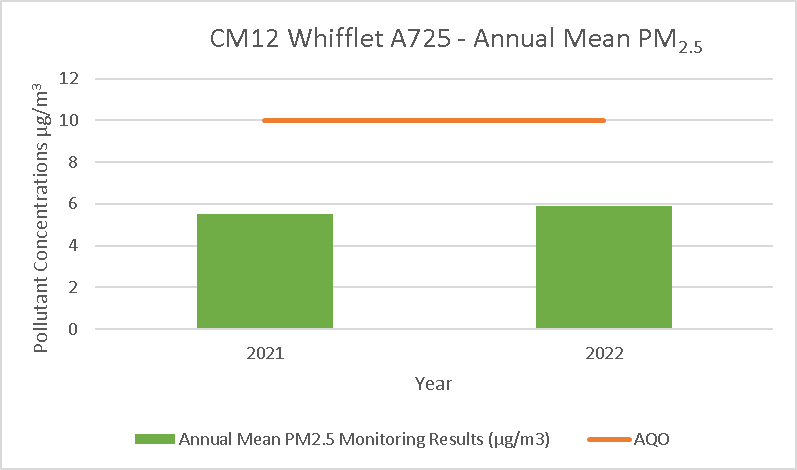 CM12 Whifflet A725 - Annual Mean PM2.5
Pollutant Concentrations µg/m³
12
10
8
6
4
2
0
2021 2022
Year
Annual Mean PM2.5 Monitoring Results (µg/m3) AQO